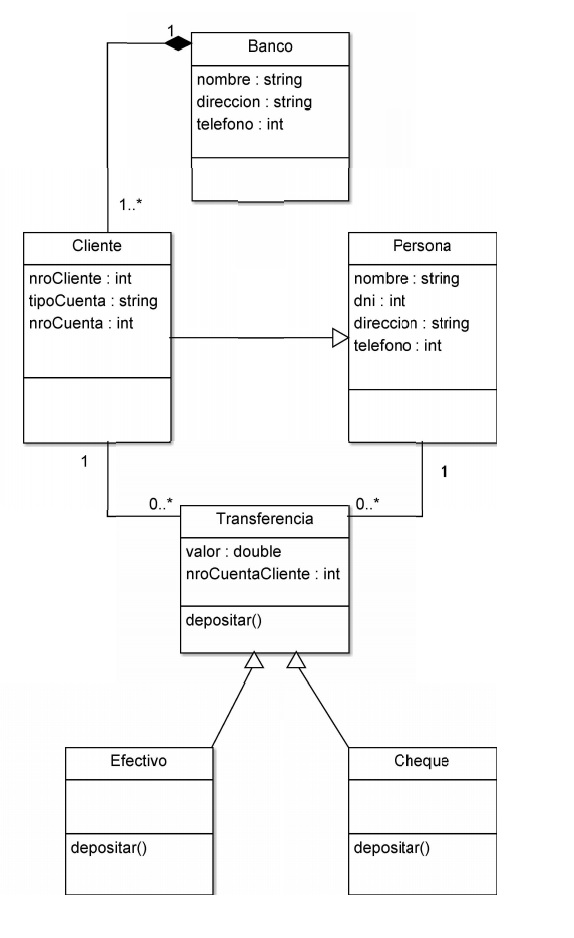 1
Banco
nombre : string
direccion : string
telefono : int
1..*
Cliente
nroCliente : int
tipoCuenta : string
nroCuenta : int
Persona
nombre : string
dni : int
direccion : string
telefono : int
1
1
0..*
0..*
Transferencia
valor : double
nroCuentaCliente : int
depositar()
Efectivo
depositar()
Cheque
depositar()